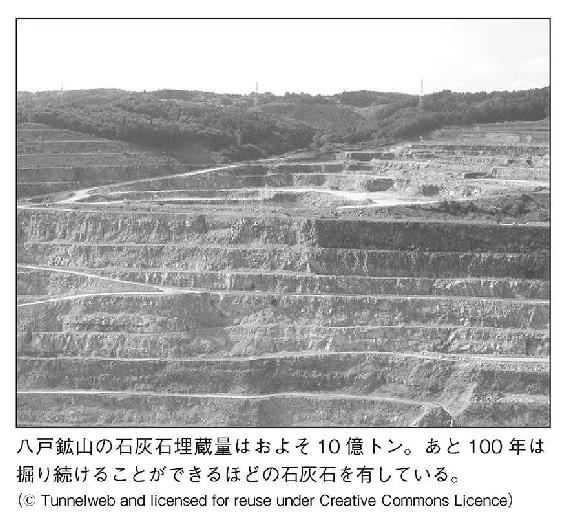 八戸鉱山の石灰石埋蔵量はおよそ10億トン。あと100年は
掘り続けることができるほどの石灰石を有している。
(© Tunnelweb and licensed for reuse under Creative Commons Licence)